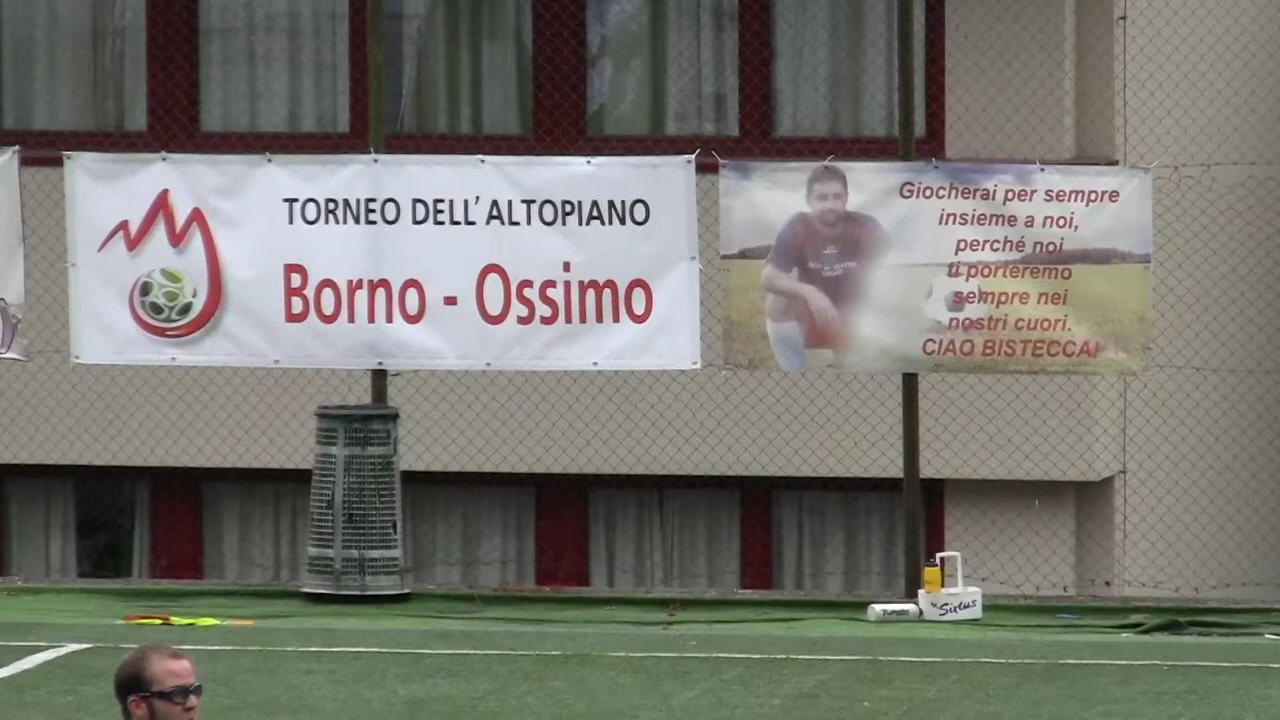 TORNEO DELL'ALTOPIANO
Borno - Ossimo
Giocherai per sempre
insieme a noi,
perché noi
ti porteremo
sempre nei
nostri cuori.
CIAO BISTECCA!
Sixtus